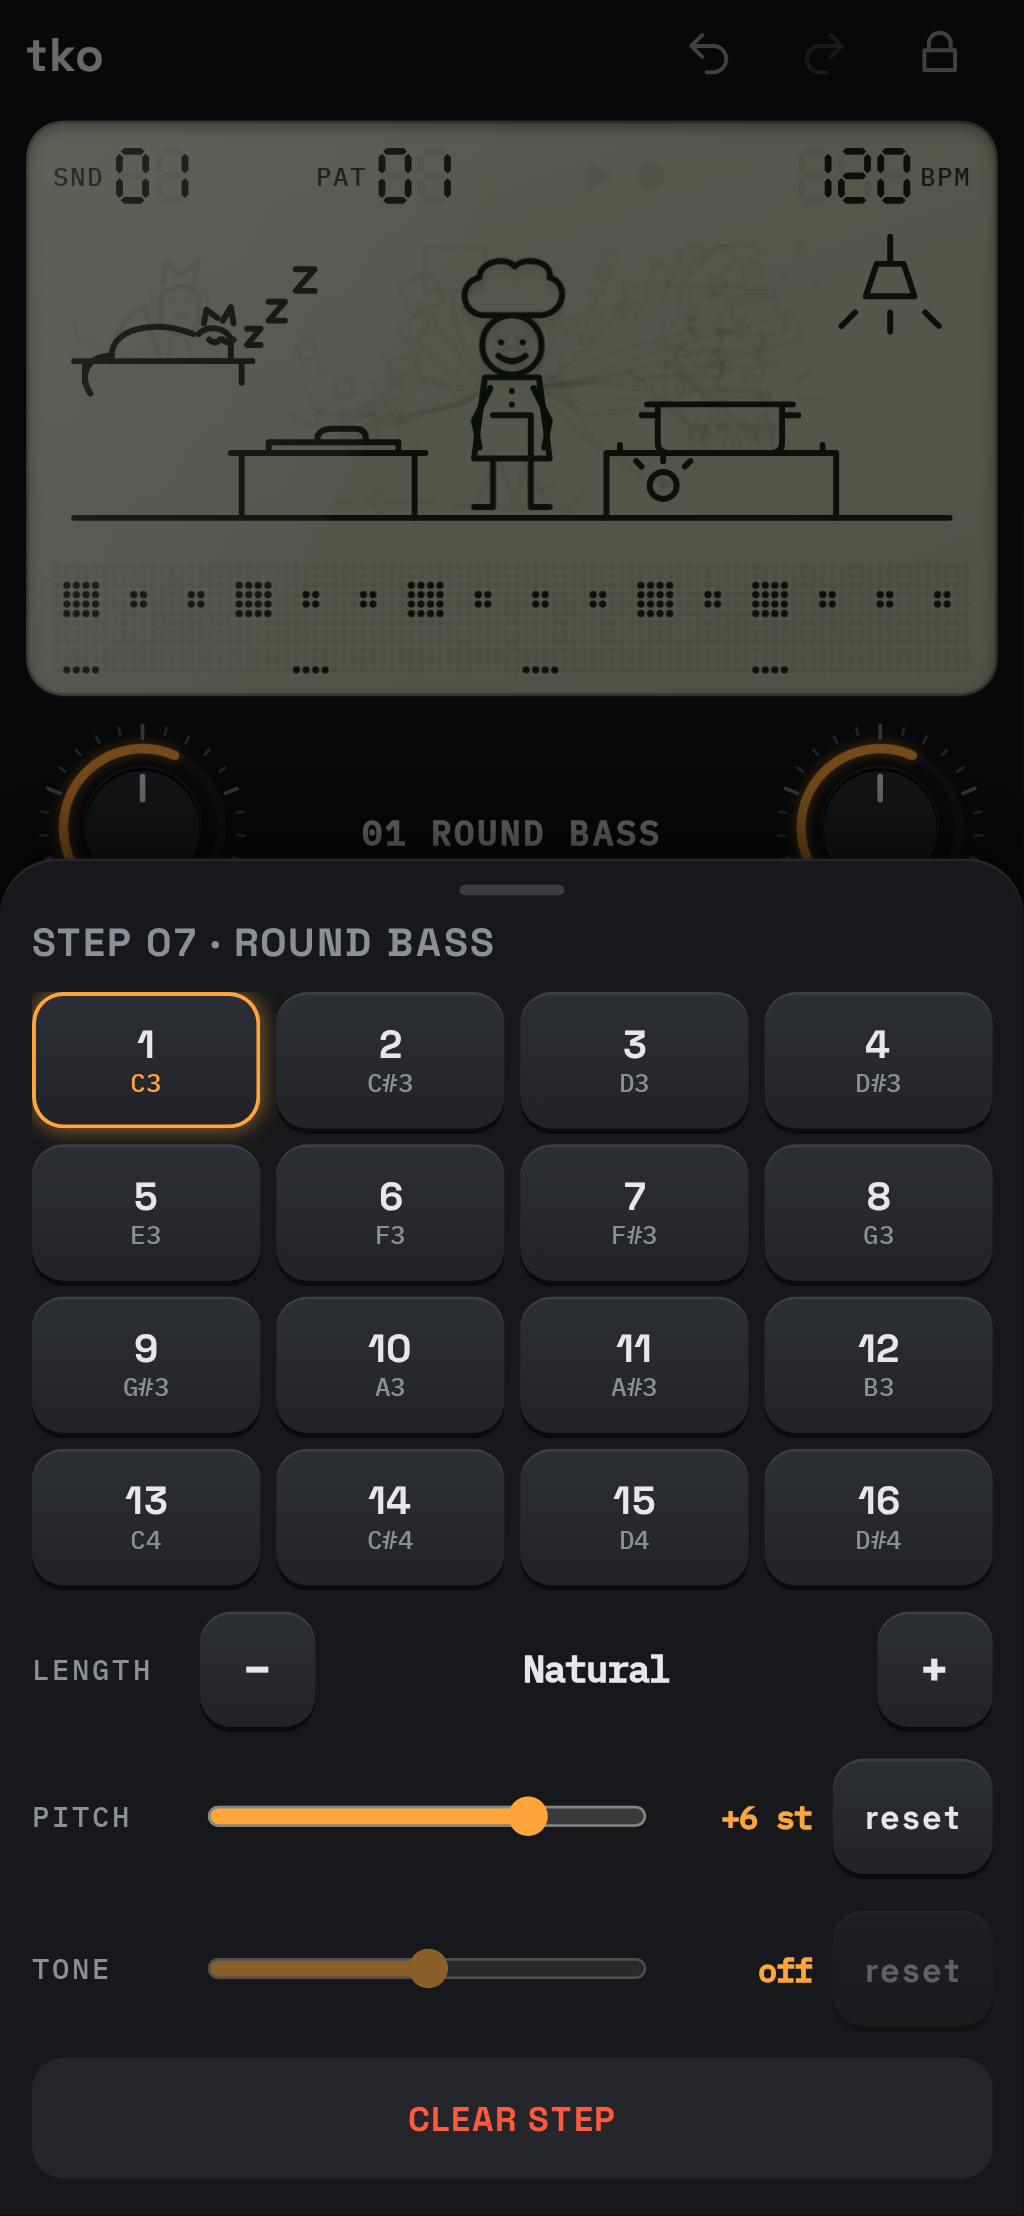 tko
SND 01 PAT 01 120 BPM
z z z
01 ROUND BASS
STEP 07 · ROUND BASS
1 2 3 4
C3 C#3 D3 D#3
5 6 7 8
E3 F3 F#3 G3
9 10 11 12
G#3 A3 A#3 B3
13 14 15 16
C4 C#4 D4 D#4
LENGTH − Natural +
PITCH +6 st reset
TONE off reset
CLEAR STEP